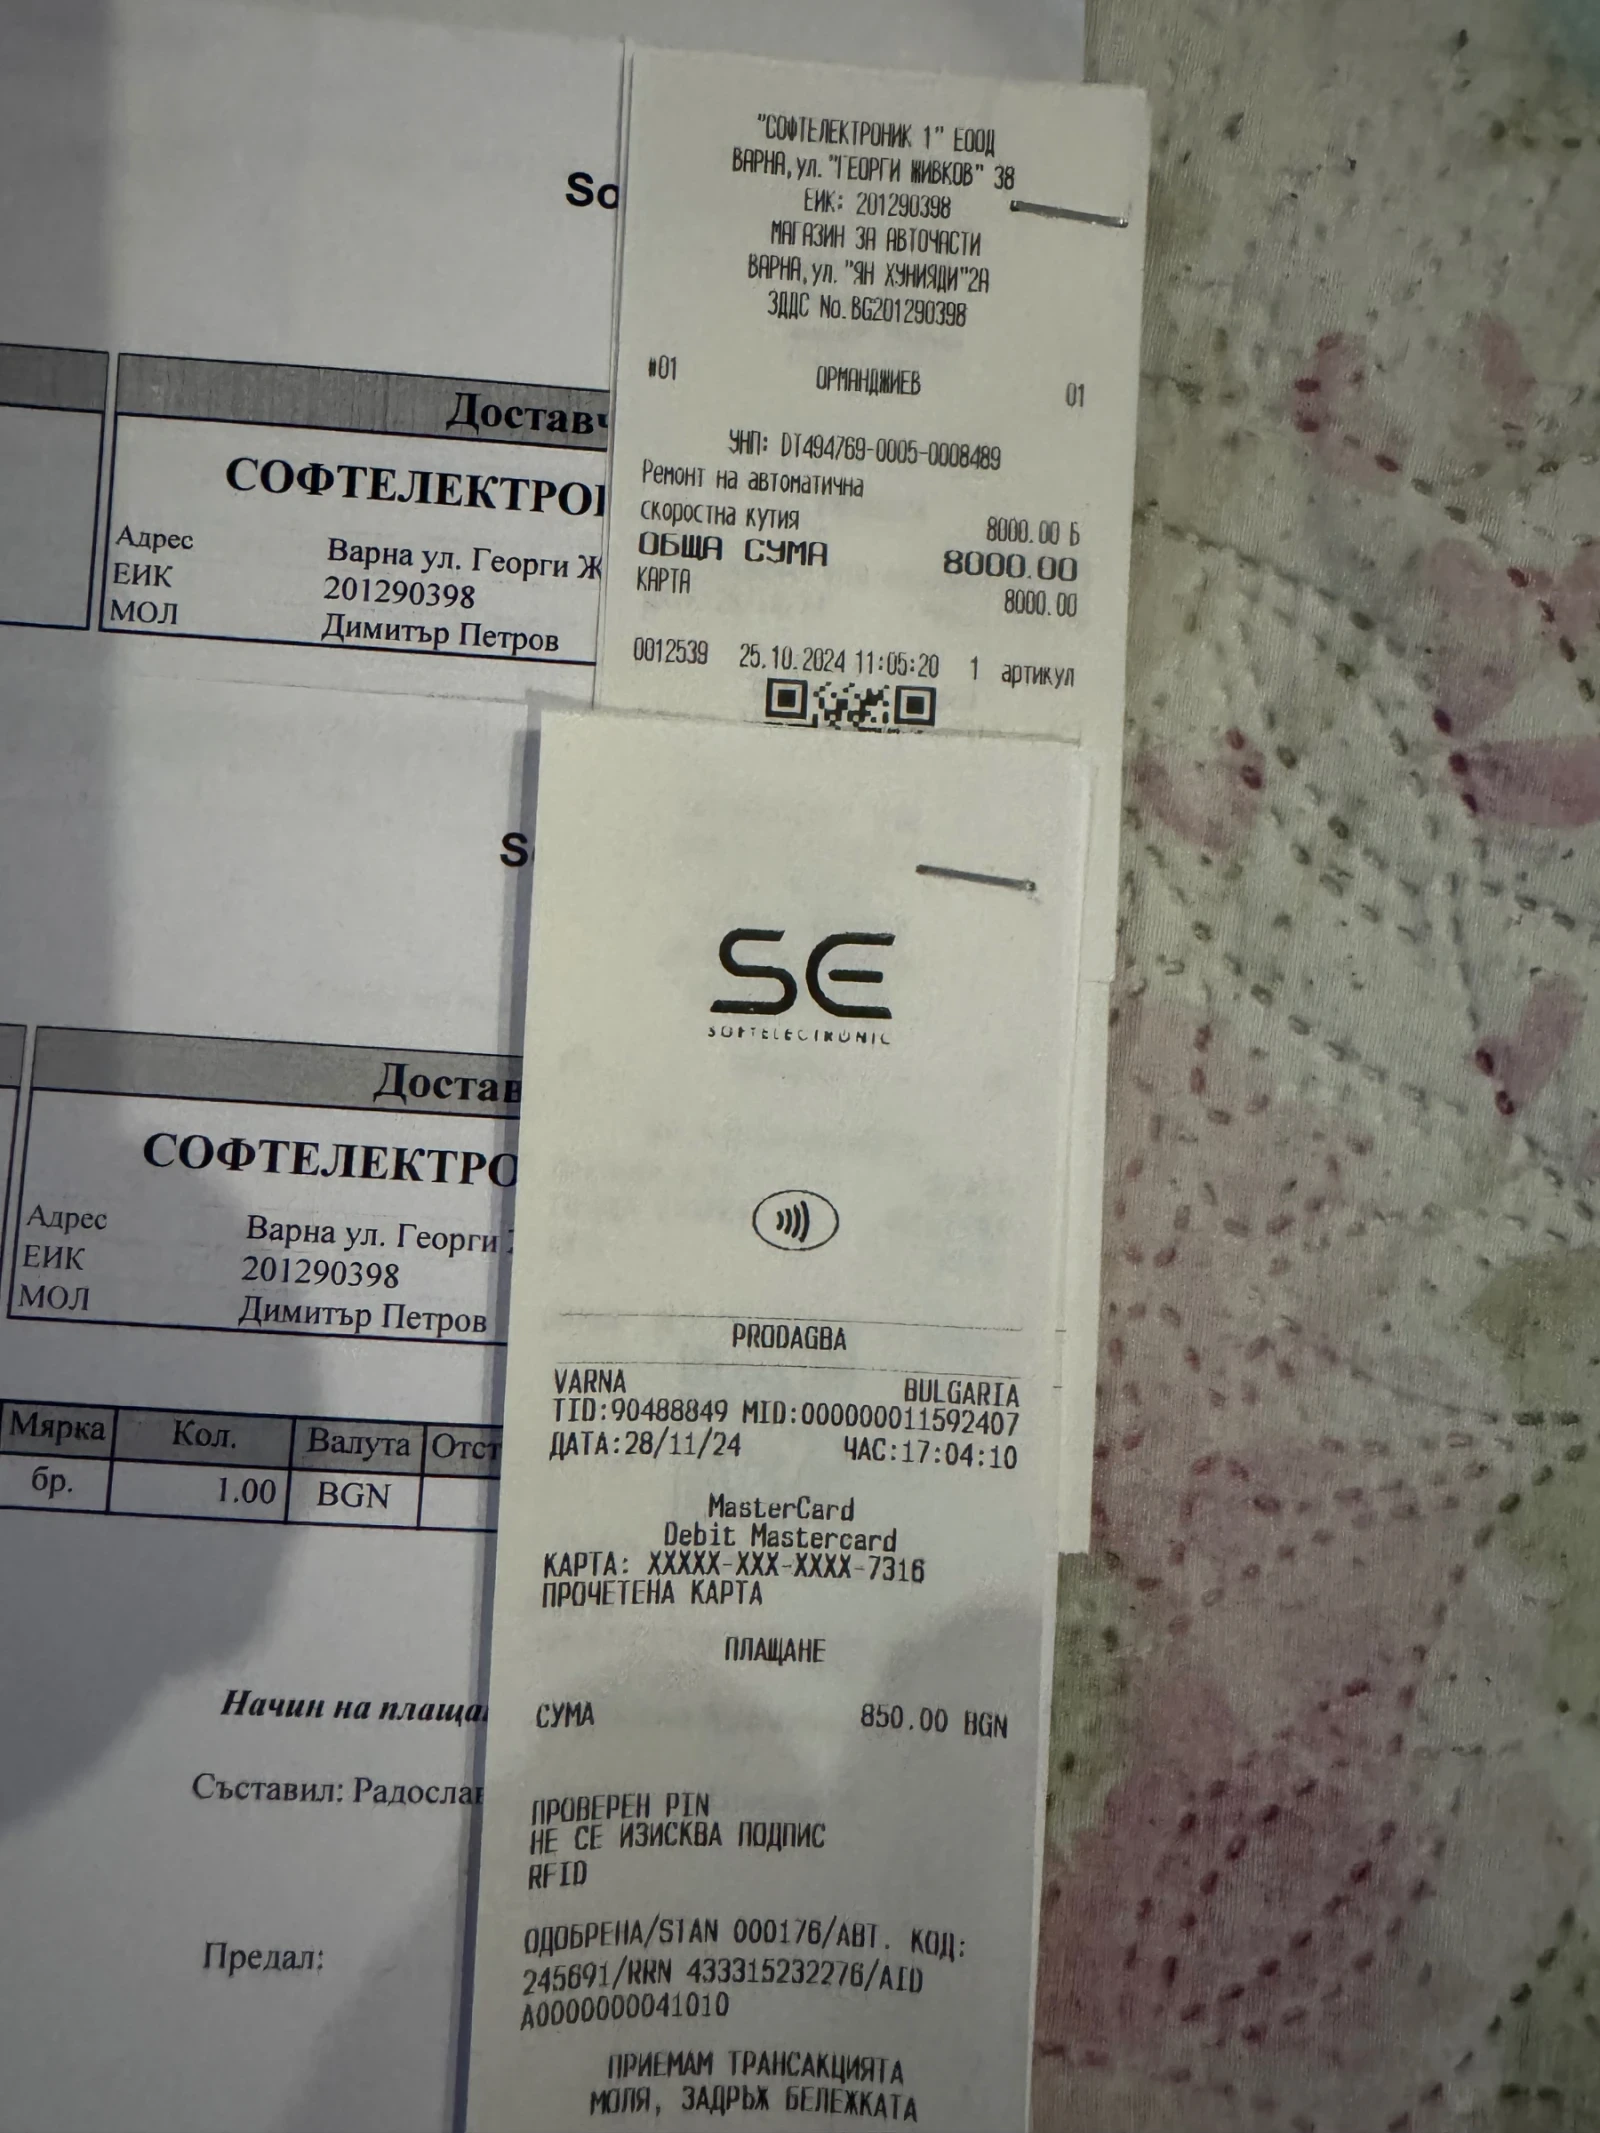 "СОФТЕЛЕКТРОНИК 1" ЕООД
ВАРНА,ул. "ГЕОРГИ ЖИВКОВ" 38
ЕИК: 201290398
МАГАЗИН ЗА АВТОЧАСТИ
ВАРНА,ул. "ЯН ХУНИЯДИ"2А
ЗДДС No.BG201290398
#01 ОРМАНДЖИЕВ 01
УНП: DT494769-0005-0008489
Ремонт на автоматична
скоростна кутия 8000.00 Б
ОБЩА СУМА 8000.00
КАРТА 8000.00
0012539 25.10.2024 11:05:20 1 артикул
So
Достав
СОФТЕЛЕКТРО
Адрес Варна ул. Георги Ж
ЕИК 201290398
МОЛ Димитър Петров
S
Достав
СОФТЕЛЕКТРО
Адрес Варна ул. Георги
ЕИК 201290398
МОЛ Димитър Петров
Мярка Кол. Валута Отст
бр. 1.00 BGN
Начин на плаща
Съставил: Радослав
Предал:
SE
SOFTELECTRONIC
PRODAGBA
VARNA BULGARIA
TID:90488849 MID:000000011592407
ДАТА:28/11/24 ЧАС:17:04:10
MasterCard
Debit Mastercard
КАРТА: XXXXX-XXX-XXXX-7316
ПРОЧЕТЕНА КАРТА
ПЛАЩАНЕ
СУМА 850.00 BGN
ПРОВЕРЕН PIN
НЕ СЕ ИЗИСКВА ПОДПИС
RFID
ОДОБРЕНА/STAN 000176/АВТ. КОД:
245691/RRN 433315232276/AID
A0000000041010
ПРИЕМАМ ТРАНСАКЦИЯТА
МОЛЯ, ЗАДРЪЖ БЕЛЕЖКАТА